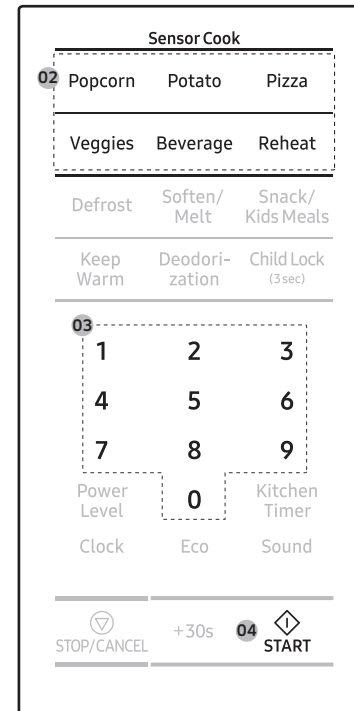 Sensor Cook
02 Popcorn Potato Pizza
Veggies Beverage Reheat
Defrost Soften/ Melt Snack/ Kids Meals
Keep Warm Deodori- zation Child Lock (3 sec)
03
1 2 3
4 5 6
7 8 9
Power Level 0 Kitchen Timer
Clock Eco Sound
STOP/CANCEL +30s 04 START